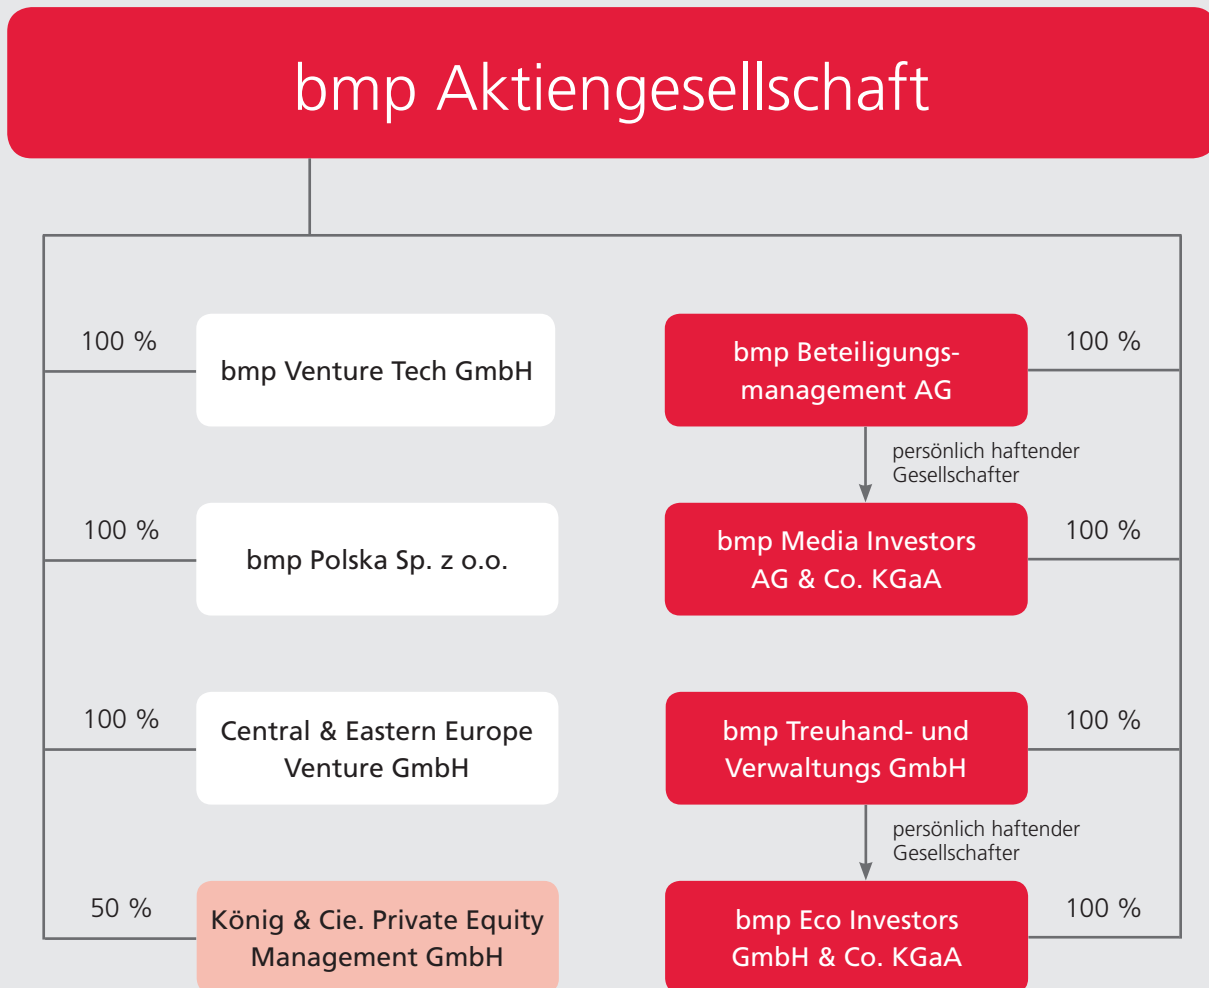 bmp Aktiengesellschaft
100 %
bmp Venture Tech GmbH
bmp Beteiligungs-
management AG
100 %
persönlich haftender
Gesellschafter
100 %
bmp Polska Sp. z o.o.
bmp Media Investors
AG & Co. KGaA
100 %
100 %
Central & Eastern Europe
Venture GmbH
bmp Treuhand- und
Verwaltungs GmbH
100 %
persönlich haftender
Gesellschafter
50 %
König & Cie. Private Equity
Management GmbH
bmp Eco Investors
GmbH & Co. KGaA
100 %